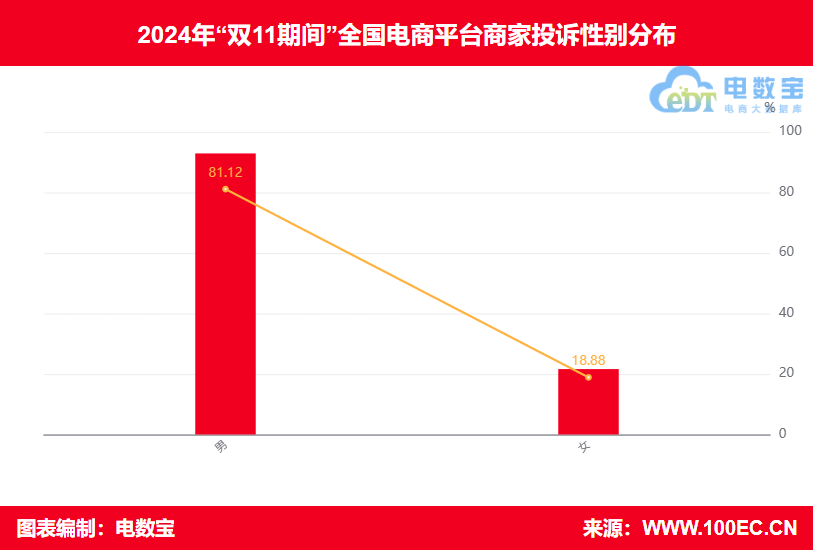 2024年“双11期间”全国电商平台商家投诉性别分布
eDT 电数宝
电商大数据库
%
100
80
60
40
20
0
81.12
18.88
男
女
图表编制：电数宝
来源：WWW.100EC.CN